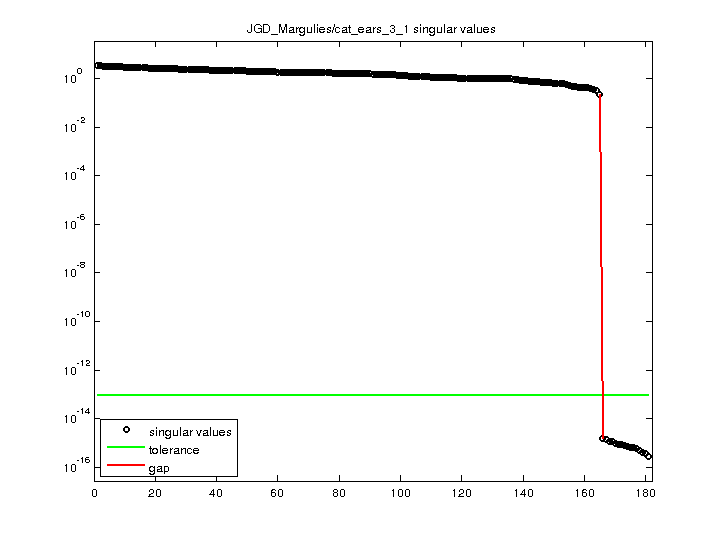 JGD_Margulies/cat_ears_3_1 singular values
10^0
10^-2
10^-4
10^-6
10^-8
10^-10
10^-12
10^-14
10^-16
singular values
tolerance
gap
0 20 40 60 80 100 120 140 160 180